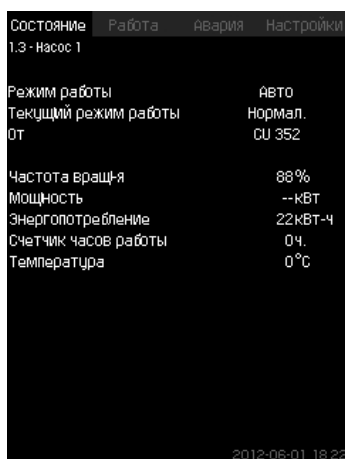 Состояние Работа Авария Настройки
1.3 - Насос 1
Режим работы Авто
Текущий режим работы Нормал.
От CU 352
Частота вращ-я 88%
Мощность --кВт
Энергопотребление 22кВт-ч
Счетчик часов работы 0ч.
Температура 0°C
2012-06-01 18:22